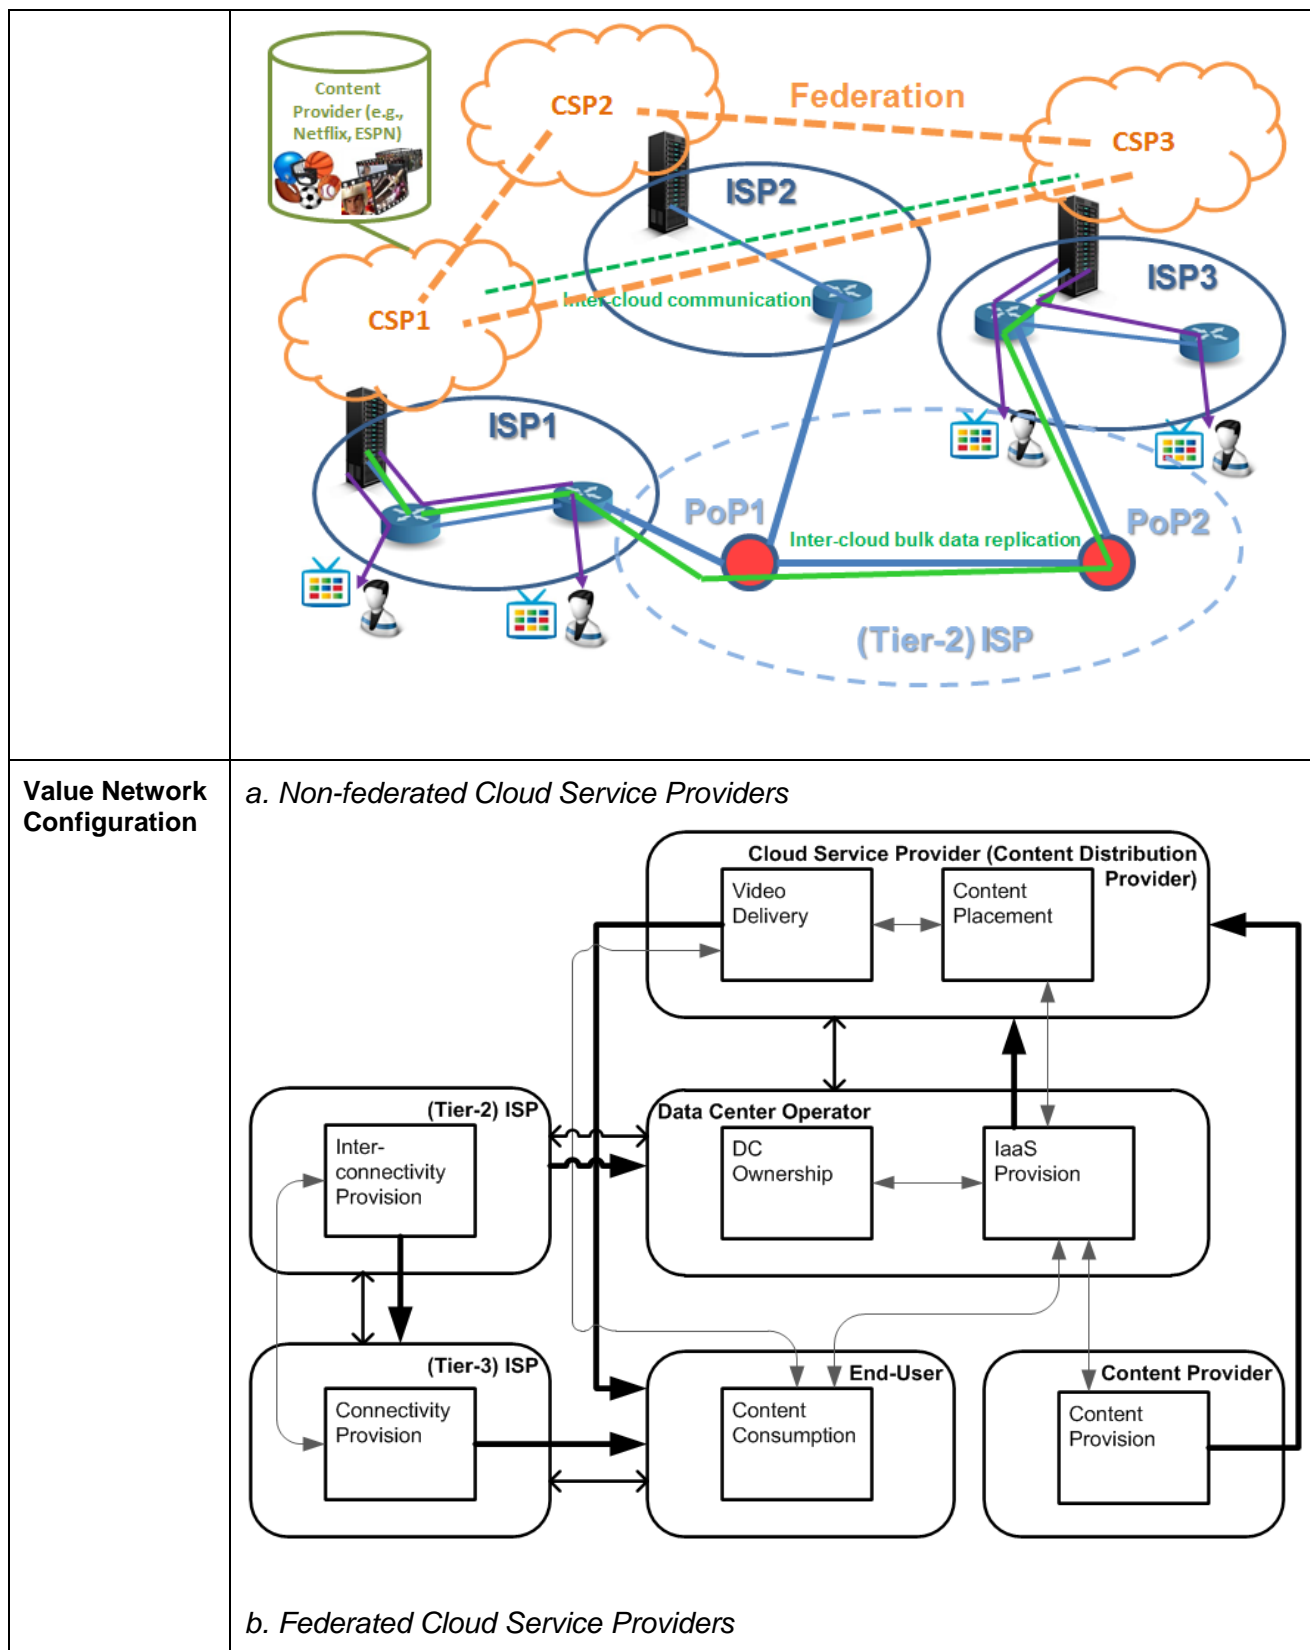 Content
Provider (e.g.,
Netflix, ESPN)
CSP2
Federation
CSP3
ISP2
ISP3
Inter-cloud communication
CSP1
ISP1
PoP1
PoP2
Inter-cloud bulk data replication
(Tier-2) ISP
Value Network
Configuration
a. Non-federated Cloud Service Providers
Cloud Service Provider (Content Distribution
Provider)
Video
Delivery
Content
Placement
(Tier-2) ISP
Inter-
connectivity
Provision
Data Center Operator
DC
Ownership
IaaS
Provision
(Tier-3) ISP
Connectivity
Provision
End-User
Content
Consumption
Content Provider
Content
Provision
b. Federated Cloud Service Providers